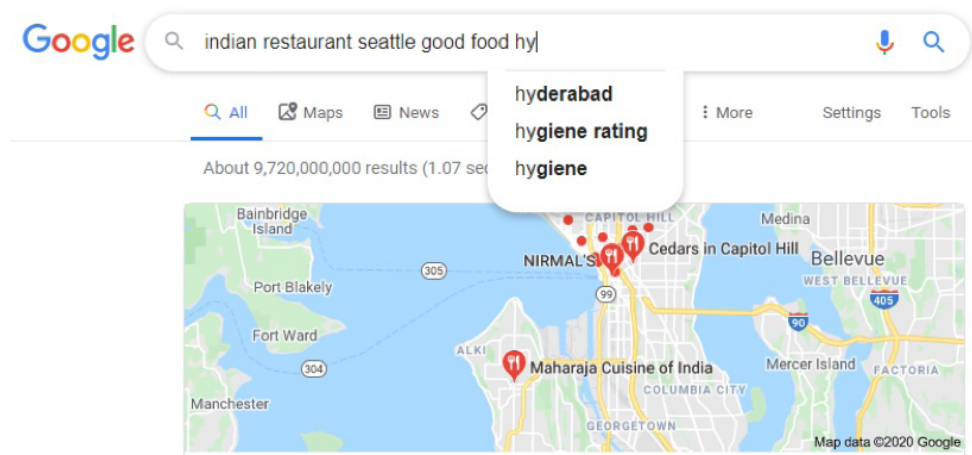 Google
indian restaurant seattle good food hy
hyderabad
hygiene rating
hygiene
All Maps News More Settings Tools
About 9,720,000,000 results (1.07 sec
Bainbridge
Island
CAPITOL HILL
Medina
NIRMAL'S
Cedars in Capitol Hill
Bellevue
WEST BELLEVUE
305
Port Blakely
99
405
90
Fort Ward
ALKI
304
Maharaja Cuisine of India
Mercer Island
FACTORIA
COLUMBIA CITY
Manchester
GEORGETOWN
Map data ©2020 Google